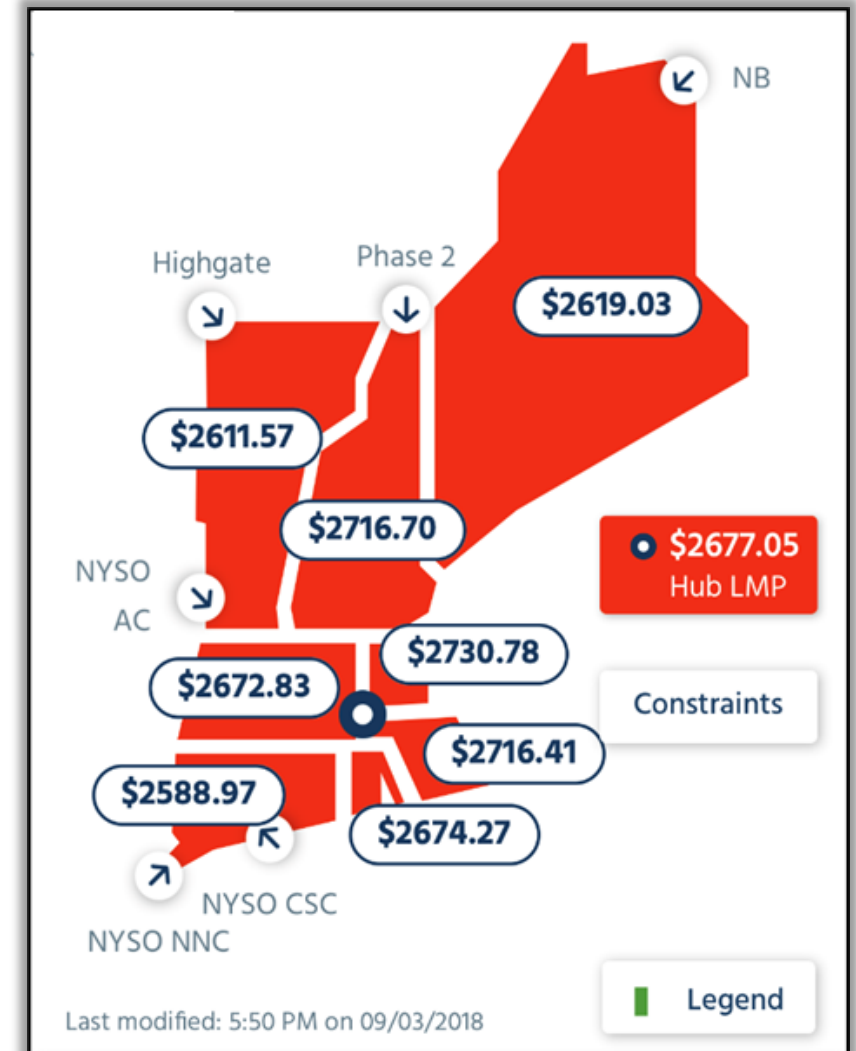 NB
Highgate
Phase 2
$2619.03
$2611.57
$2716.70
$2677.05
Hub LMP
NYSO
AC
$2730.78
$2672.83
Constraints
$2716.41
$2588.97
$2674.27
NYSO CSC
NYSO NNC
Legend
Last modified: 5:50 PM on 09/03/2018